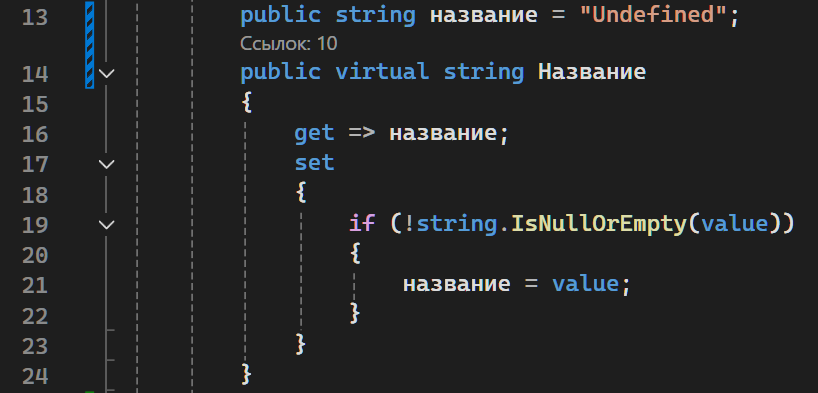 13 public string название = "Undefined";
Ссылок: 10
14 public virtual string Название
15 {
16 get => название;
17 set
18 {
19 if (!string.IsNullOrEmpty(value))
20 {
21 название = value;
22 }
23 }
24 }